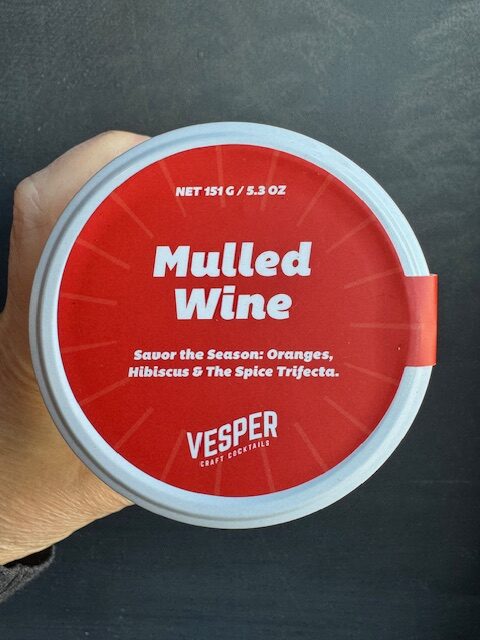 NET 151 G / 5.3 OZ
Mulled
Wine
Savor the Season: Oranges,
Hibiscus & The Spice Trifecta.
VESPER
CRAFT COCKTAILS